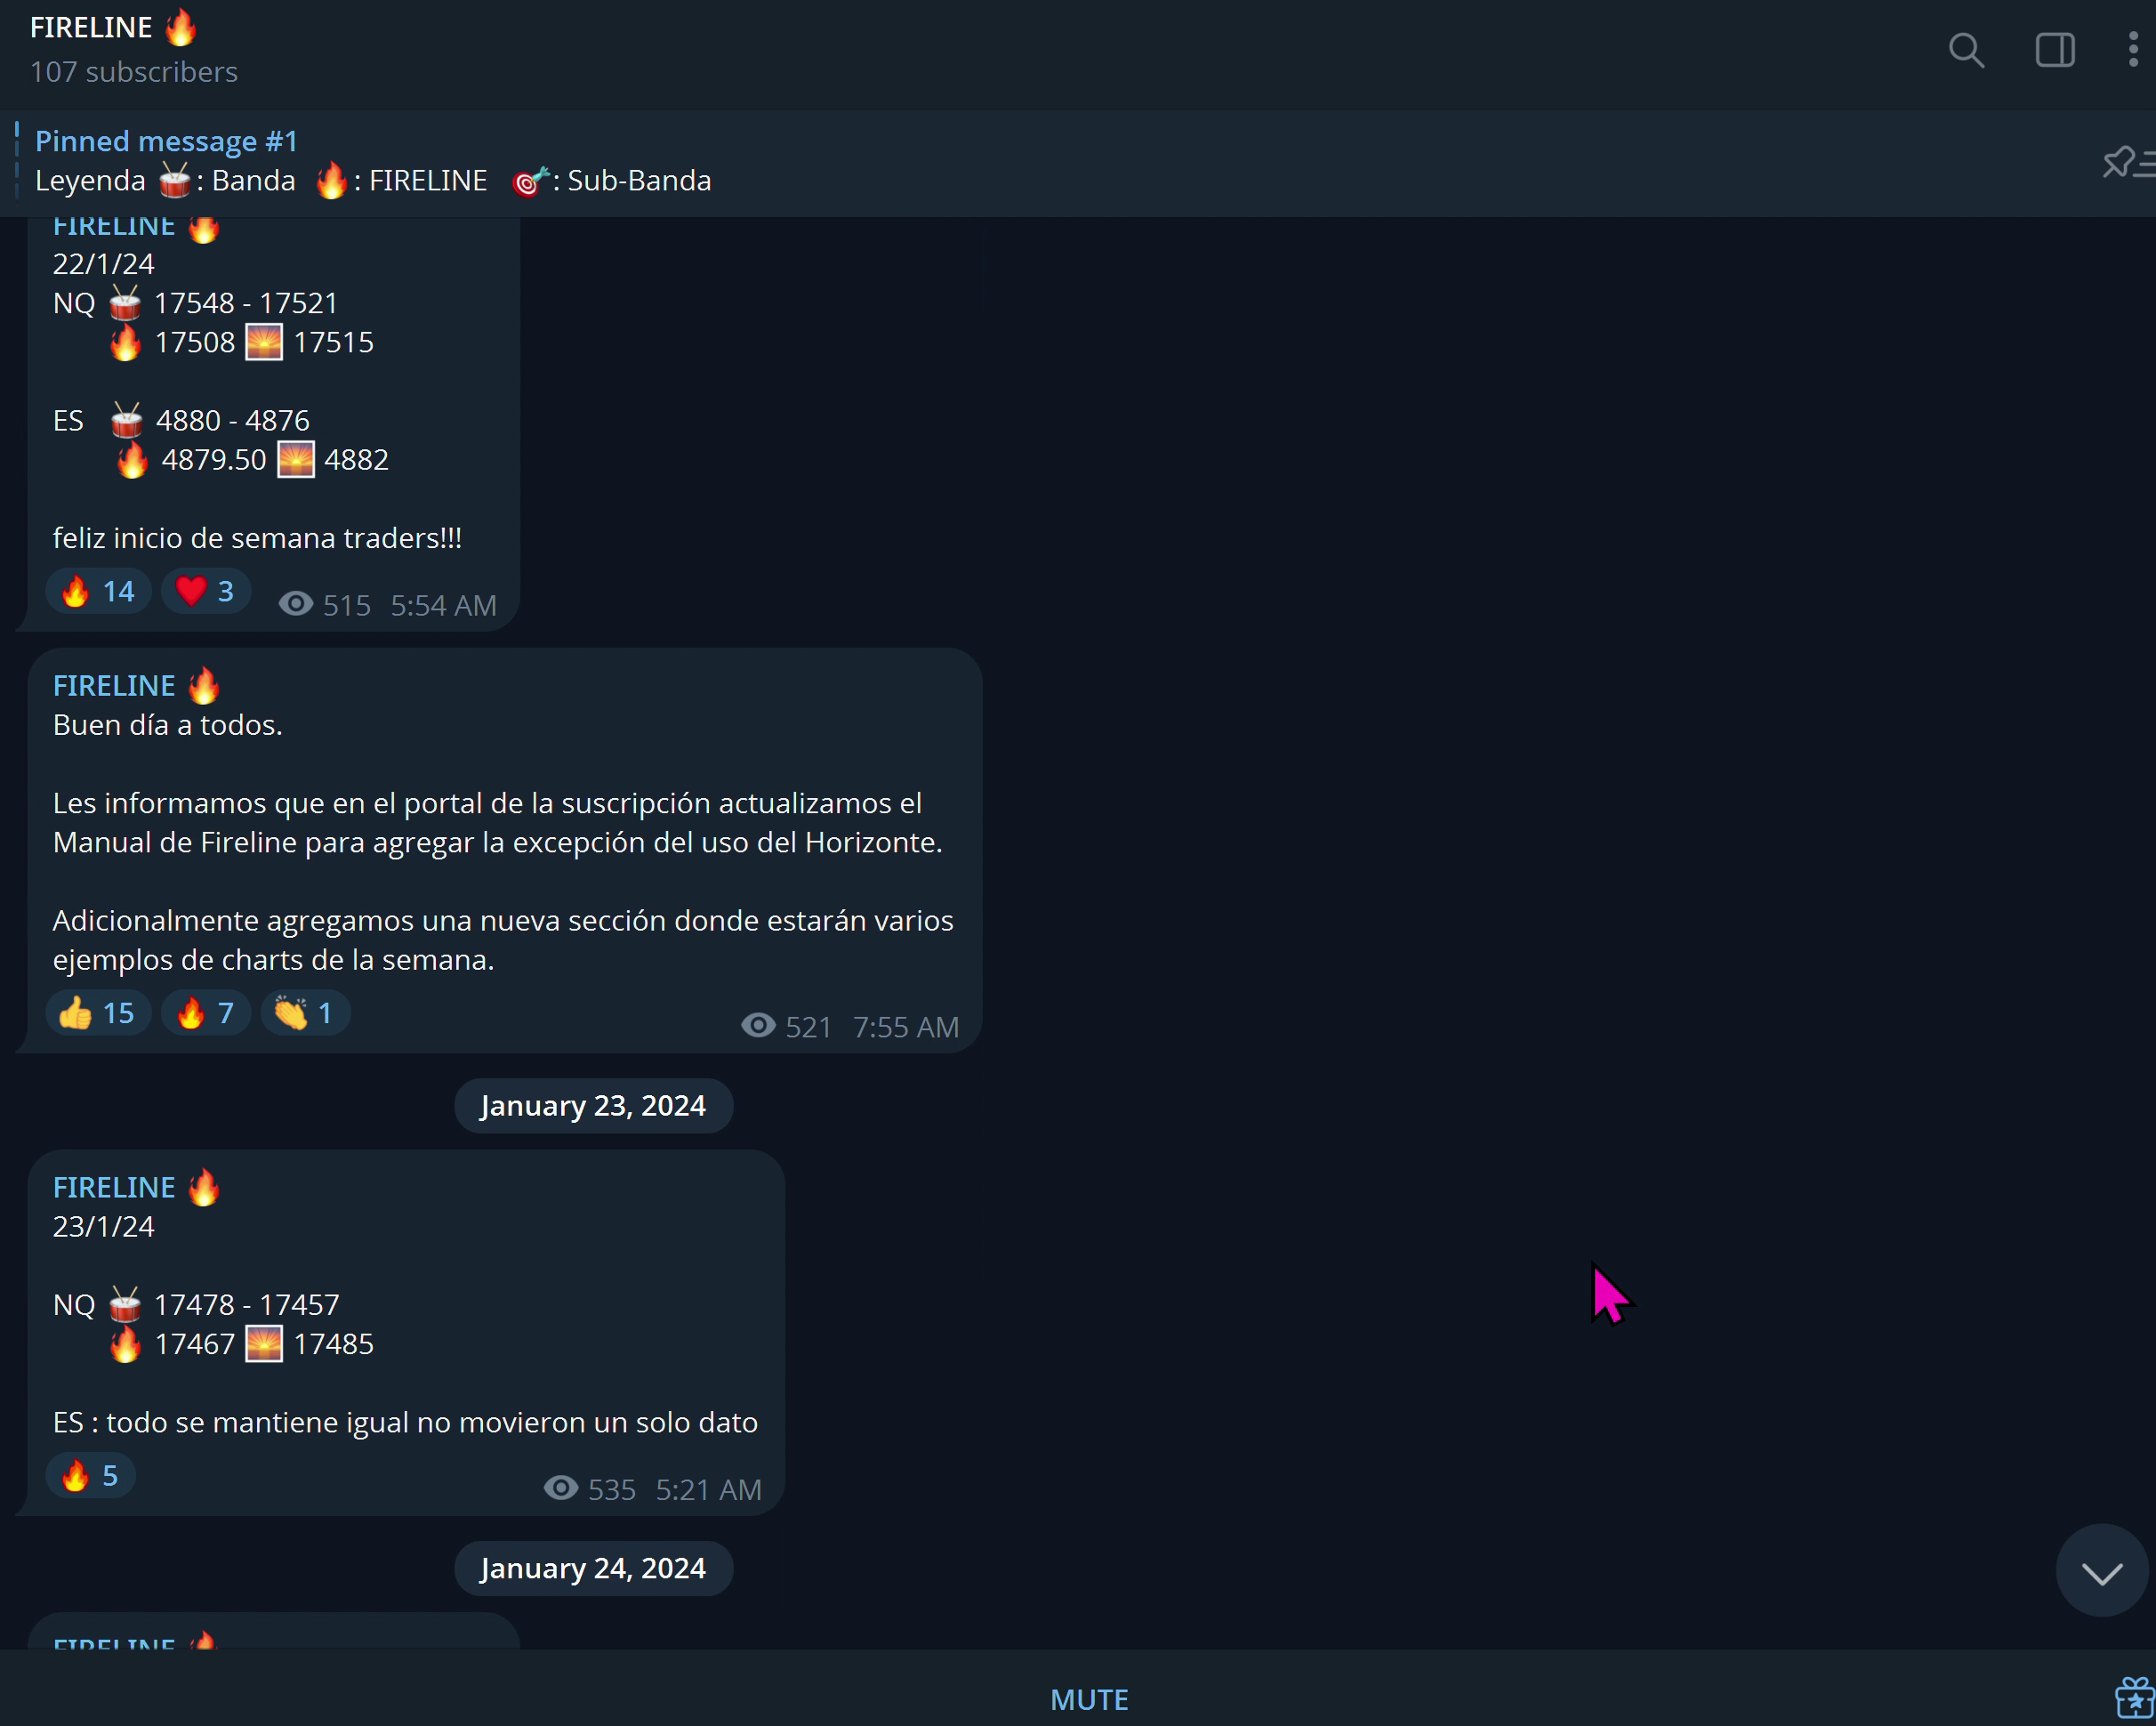 FIRELINE 🔥
107 subscribers
Pinned message #1
Leyenda 🥁: Banda 🔥: FIRELINE 🎯: Sub-Banda
FIRELINE 🔥
22/1/24
NQ 🥁 17548 - 17521
🔥 17508 🌅 17515
ES 🥁 4880 - 4876
🔥 4879.50 🌅 4882
feliz inicio de semana traders!!!
🔥 14 ❤️ 3 515 5:54 AM
FIRELINE 🔥
Buen día a todos.
Les informamos que en el portal de la suscripción actualizamos el
Manual de Fireline para agregar la excepción del uso del Horizonte.
Adicionalmente agregamos una nueva sección donde estarán varios
ejemplos de charts de la semana.
👍 15 🔥 7 👏 1 521 7:55 AM
January 23, 2024
FIRELINE 🔥
23/1/24
NQ 🥁 17478 - 17457
🔥 17467 🌅 17485
ES : todo se mantiene igual no movieron un solo dato
🔥 5 535 5:21 AM
January 24, 2024
FIRELINE 🔥
MUTE